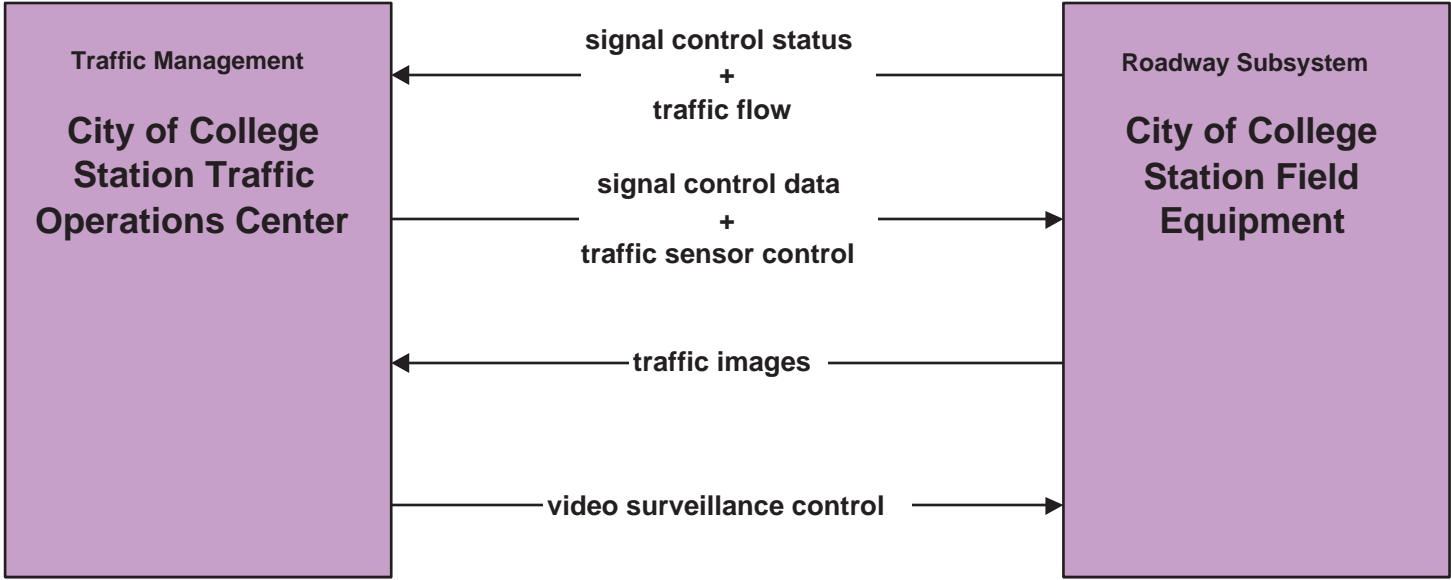 Traffic Management
City of College
Station Traffic
Operations Center
signal control status
+
traffic flow
signal control data
+
traffic sensor control
traffic images
video surveillance control
Roadway Subsystem
City of College
Station Field
Equipment